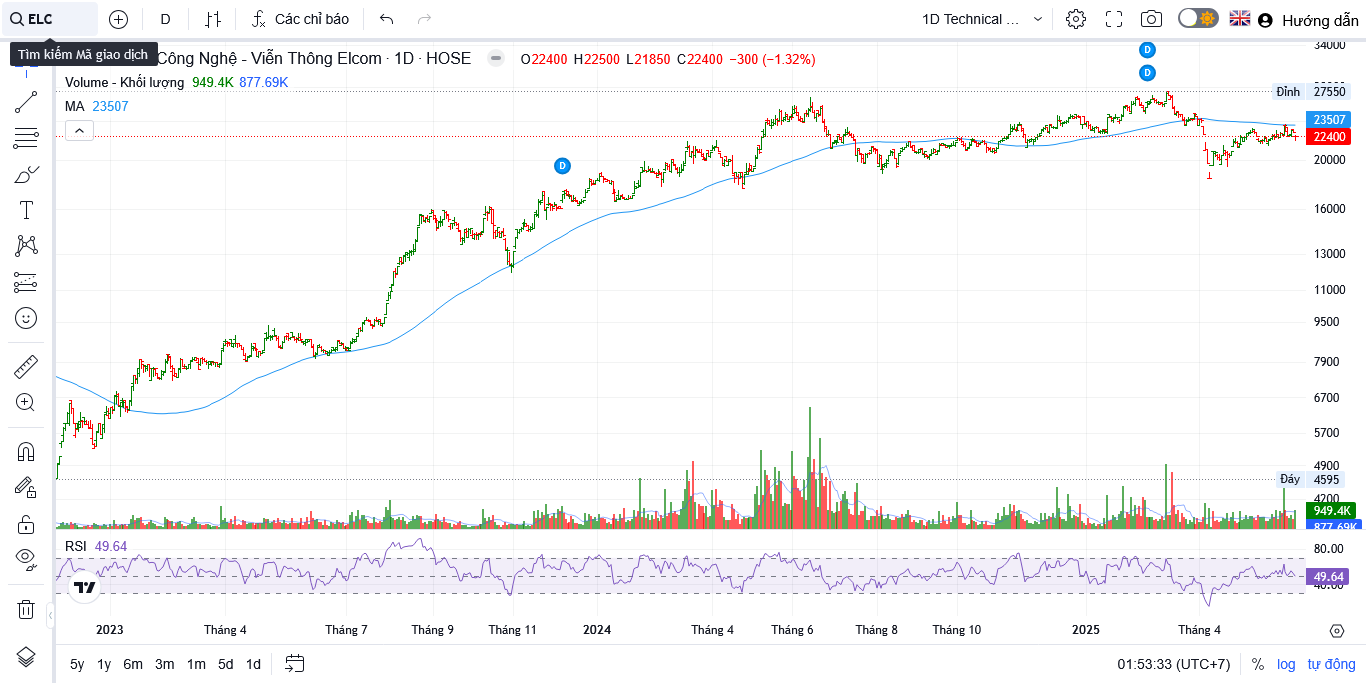 ELC
D
Các chỉ báo
1D Technical ...
Hướng dẫn
Tìm kiếm Mã giao dịch
Công Nghệ - Viễn Thông Elcom · 1D · HOSE
O22400 H22500 L21850 C22400 −300 (−1.32%)
Volume - Khối lượng 949.4K 877.69K
MA 23507
D
D
D
34000
Đỉnh 27550
23507
22400
20000
16000
13000
11000
9500
7900
6700
5700
4900
Đáy 4595
4200
949.4K
877.69K
RSI 49.64
80.00
49.64
40.00
2023 Tháng 4 Tháng 7 Tháng 9 Tháng 11 2024 Tháng 4 Tháng 6 Tháng 8 Tháng 10 2025 Tháng 4
5y 1y 6m 3m 1m 5d 1d
01:53:33 (UTC+7) % log tự động